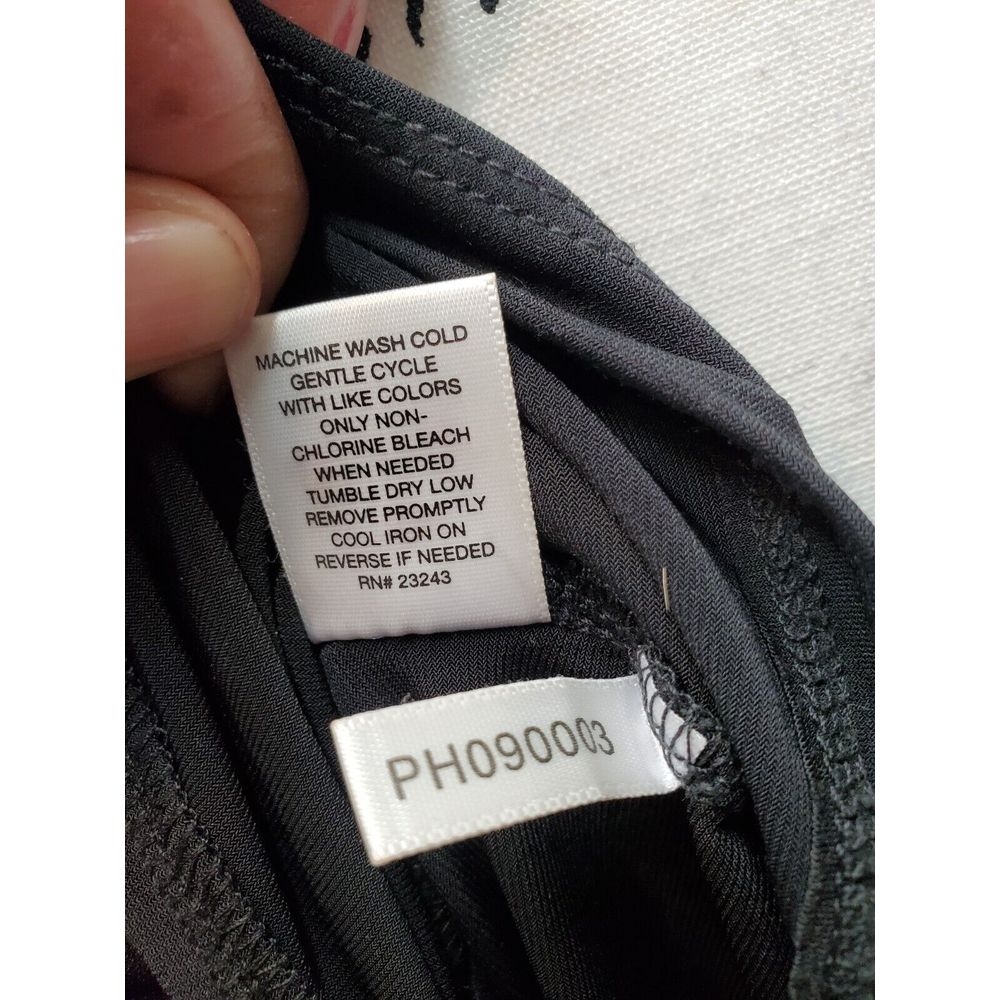 MACHINE WASH COLD
GENTLE CYCLE
WITH LIKE COLORS
ONLY NON-
CHLORINE BLEACH
WHEN NEEDED
TUMBLE DRY LOW
REMOVE PROMPTLY
COOL IRON ON
REVERSE IF NEEDED
RN# 23243
PH090003